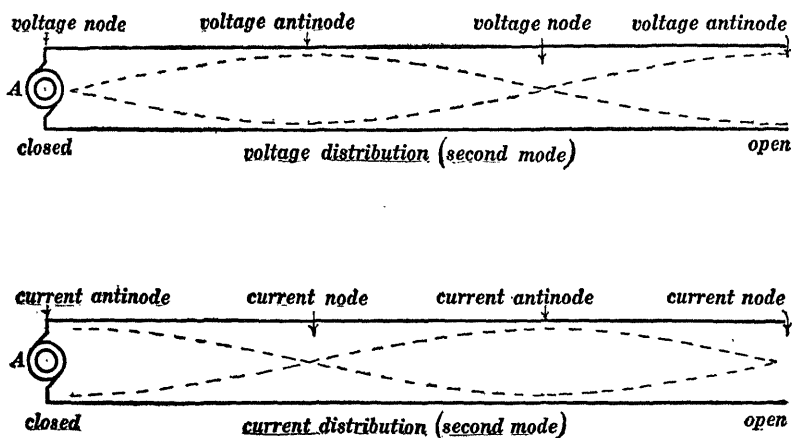 voltage node voltage antinode voltage node voltage antinode
A
closed voltage distribution (second mode) open
current antinode current node current antinode current node
A
closed current distribution (second mode) open